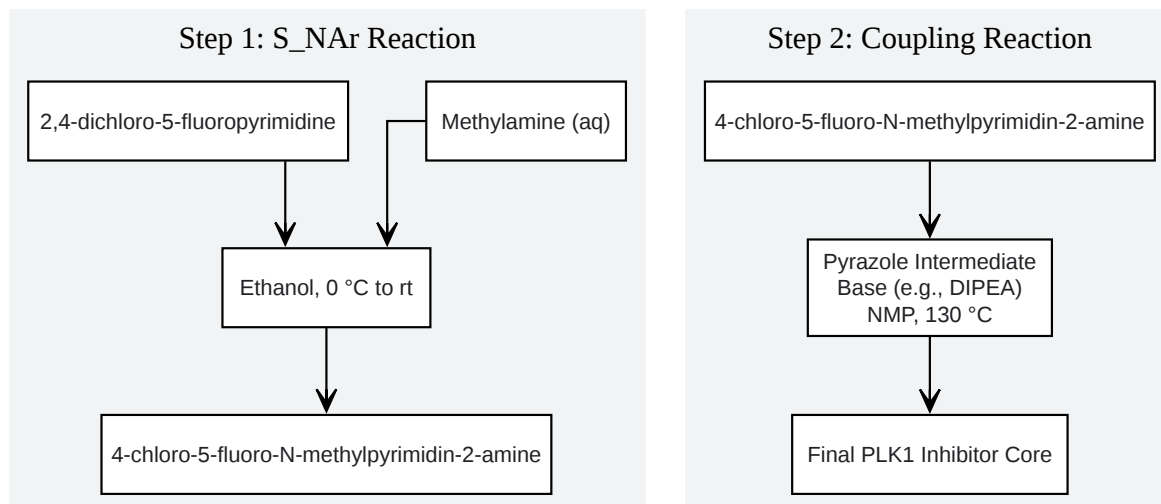 Step 1: S_NAr Reaction
2,4-dichloro-5-fluoropyrimidine
Methylamine (aq)
Ethanol, 0 °C to rt
4-chloro-5-fluoro-N-methylpyrimidin-2-amine
Step 2: Coupling Reaction
4-chloro-5-fluoro-N-methylpyrimidin-2-amine
Pyrazole Intermediate
Base (e.g., DIPEA)
NMP, 130 °C
Final PLK1 Inhibitor Core